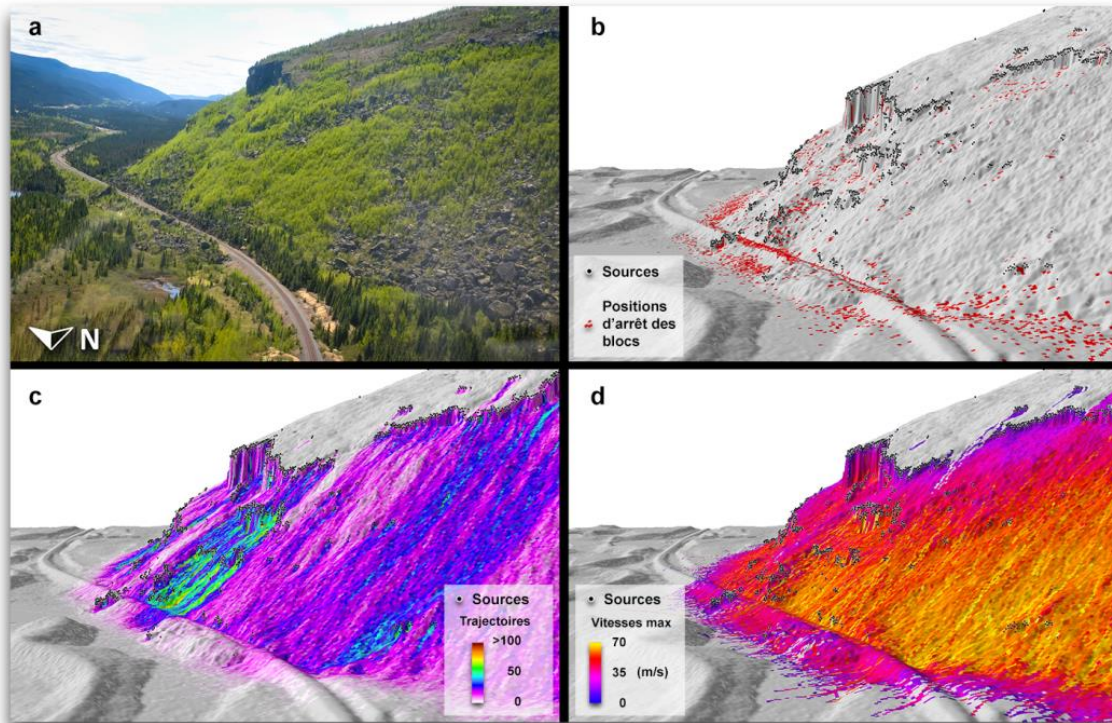 a
N
b
Sources
Positions
d'arrêt des
blocs
c
Sources
Trajectoires
>100
50
0
d
Sources
Vitesses max
70
35 (m/s)
0